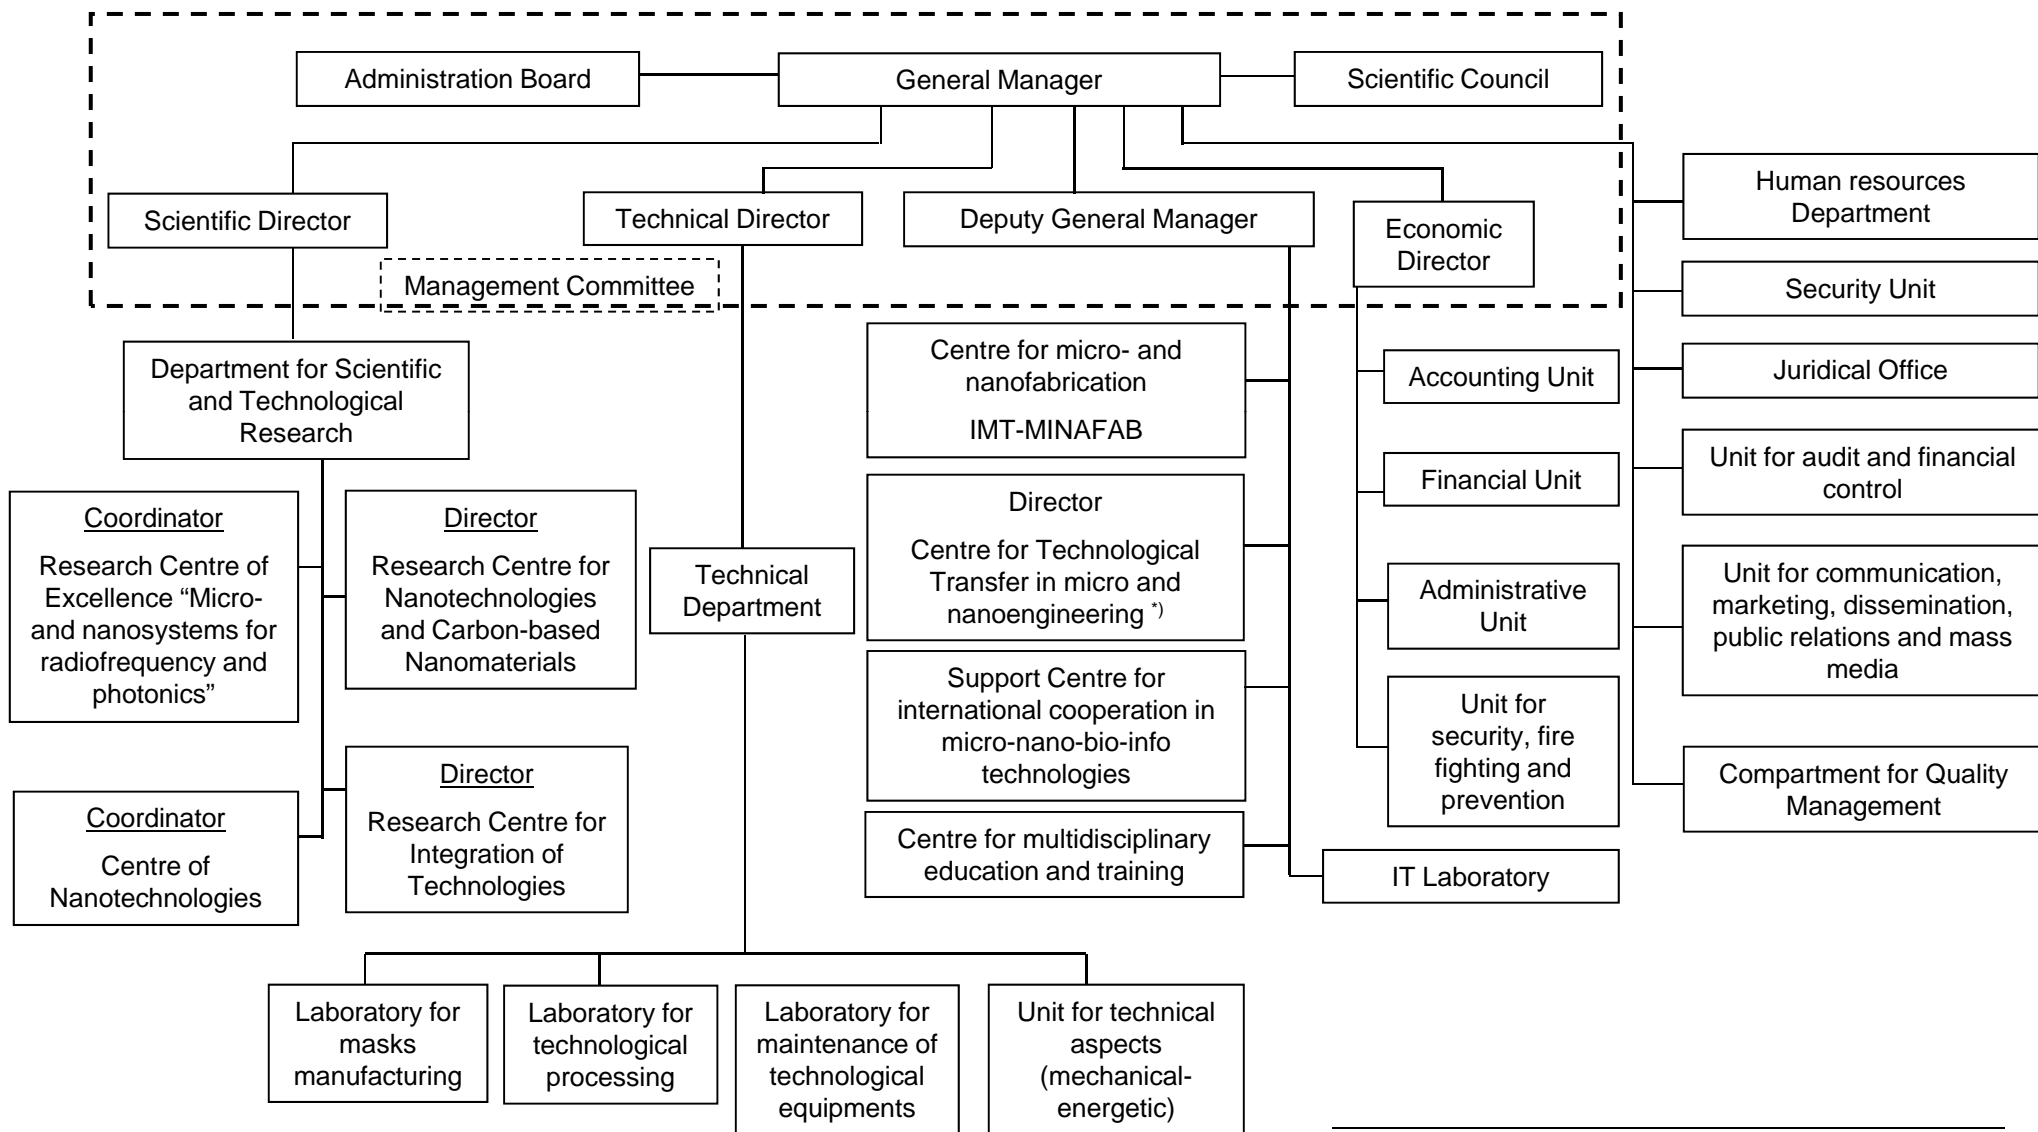 Administration Board
General Manager
Scientific Council
Scientific Director
Technical Director
Deputy General Manager
Economic
Director
Management Committee
Human resources
Department
Security Unit
Juridical Office
Unit for audit and financial
control
Unit for communication,
marketing, dissemination,
public relations and mass
media
Compartment for Quality
Management
Department for Scientific
and Technological
Research
Coordinator
Research Centre of
Excellence “Micro-
and nanosystems for
radiofrequency and
photonics”
Director
Research Centre for
Nanotechnologies
and Carbon-based
Nanomaterials
Coordinator
Centre of
Nanotechnologies
Director
Research Centre for
Integration of
Technologies
Technical
Department
Centre for micro- and
nanofabrication
IMT-MINAFAB
Director
Centre for Technological
Transfer in micro and
nanoengineering *)
Support Centre for
international cooperation in
micro-nano-bio-info
technologies
Centre for multidisciplinary
education and training
Accounting Unit
Financial Unit
Administrative
Unit
Unit for
security, fire
fighting and
prevention
IT Laboratory
Laboratory for
masks
manufacturing
Laboratory for
technological
processing
Laboratory for
maintenance of
technological
equipments
Unit for technical
aspects
(mechanical-
energetic)